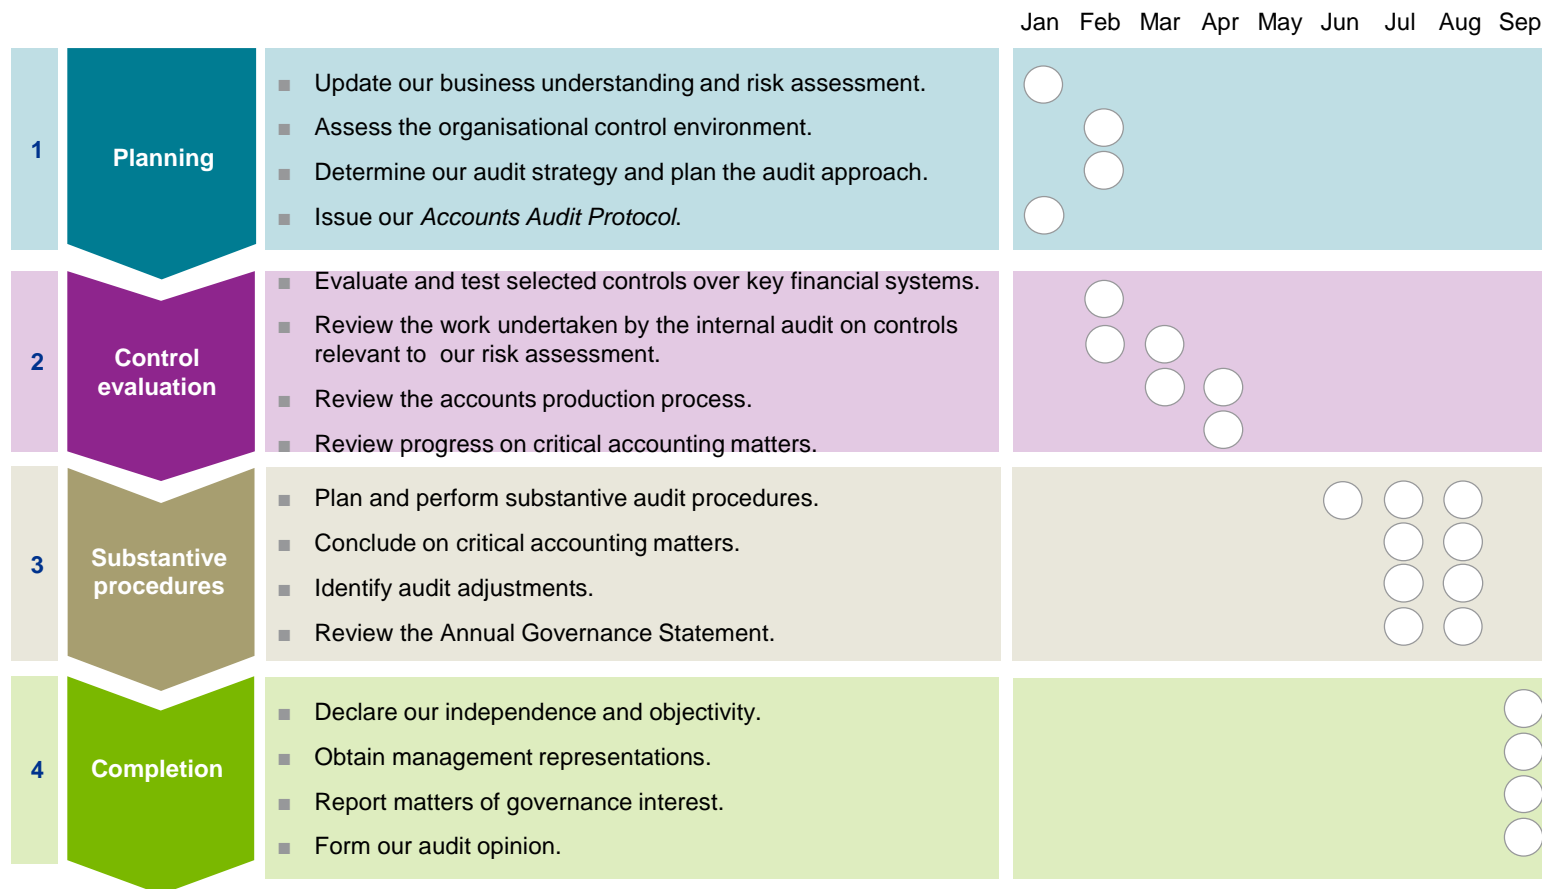 Jan Feb Mar Apr May Jun Jul Aug Sep
1
Planning
■ Update our business understanding and risk assessment.
■ Assess the organisational control environment.
■ Determine our audit strategy and plan the audit approach.
■ Issue our Accounts Audit Protocol.
2
Control
evaluation
■ Evaluate and test selected controls over key financial systems.
■ Review the work undertaken by the internal audit on controls
relevant to our risk assessment.
■ Review the accounts production process.
■ Review progress on critical accounting matters.
3
Substantive
procedures
■ Plan and perform substantive audit procedures.
■ Conclude on critical accounting matters.
■ Identify audit adjustments.
■ Review the Annual Governance Statement.
4
Completion
■ Declare our independence and objectivity.
■ Obtain management representations.
■ Report matters of governance interest.
■ Form our audit opinion.